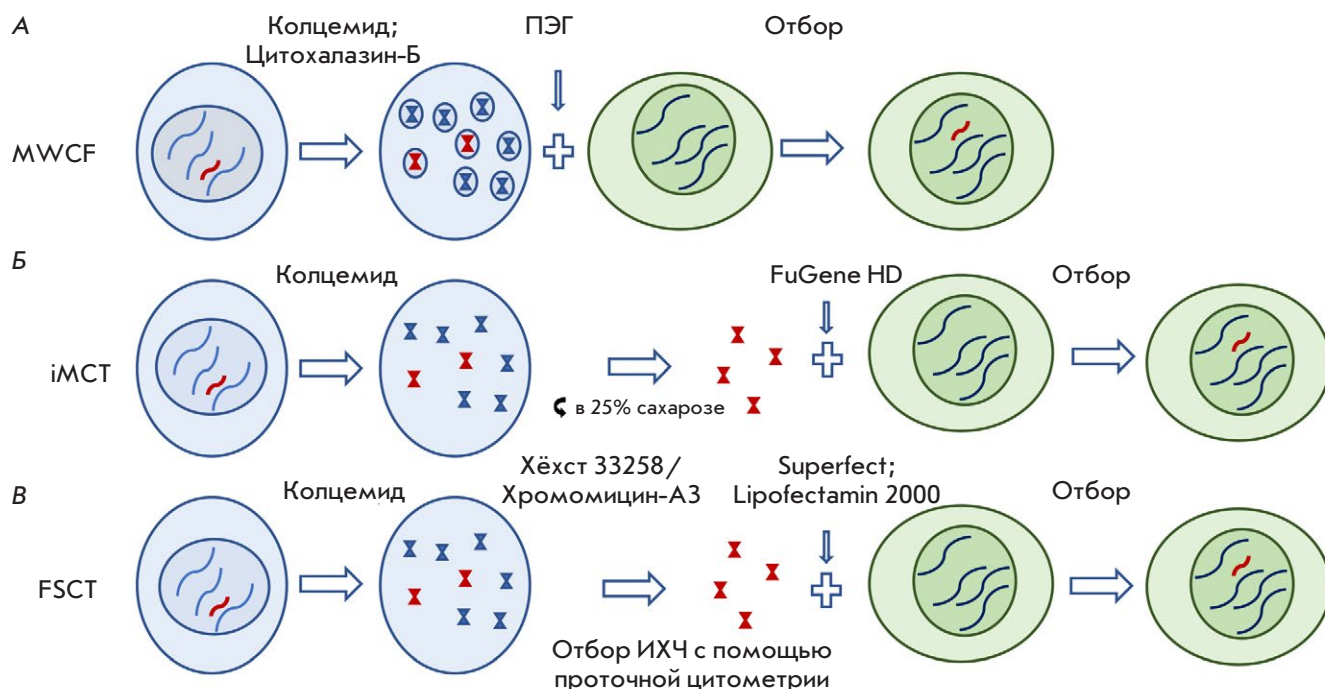 А
Колцемид;
Цитохалазин-Б
ПЭГ
Отбор
MWCF
Б
Колцемид
FuGene HD
Отбор
iMCT
в 25% сахарозе
В
Колцемид
Хёхст 33258/
Хромомицин-А3
Superfect;
Lipofectamin 2000
Отбор
FSCT
Отбор ИХЧ с помощью
проточной цитометрии